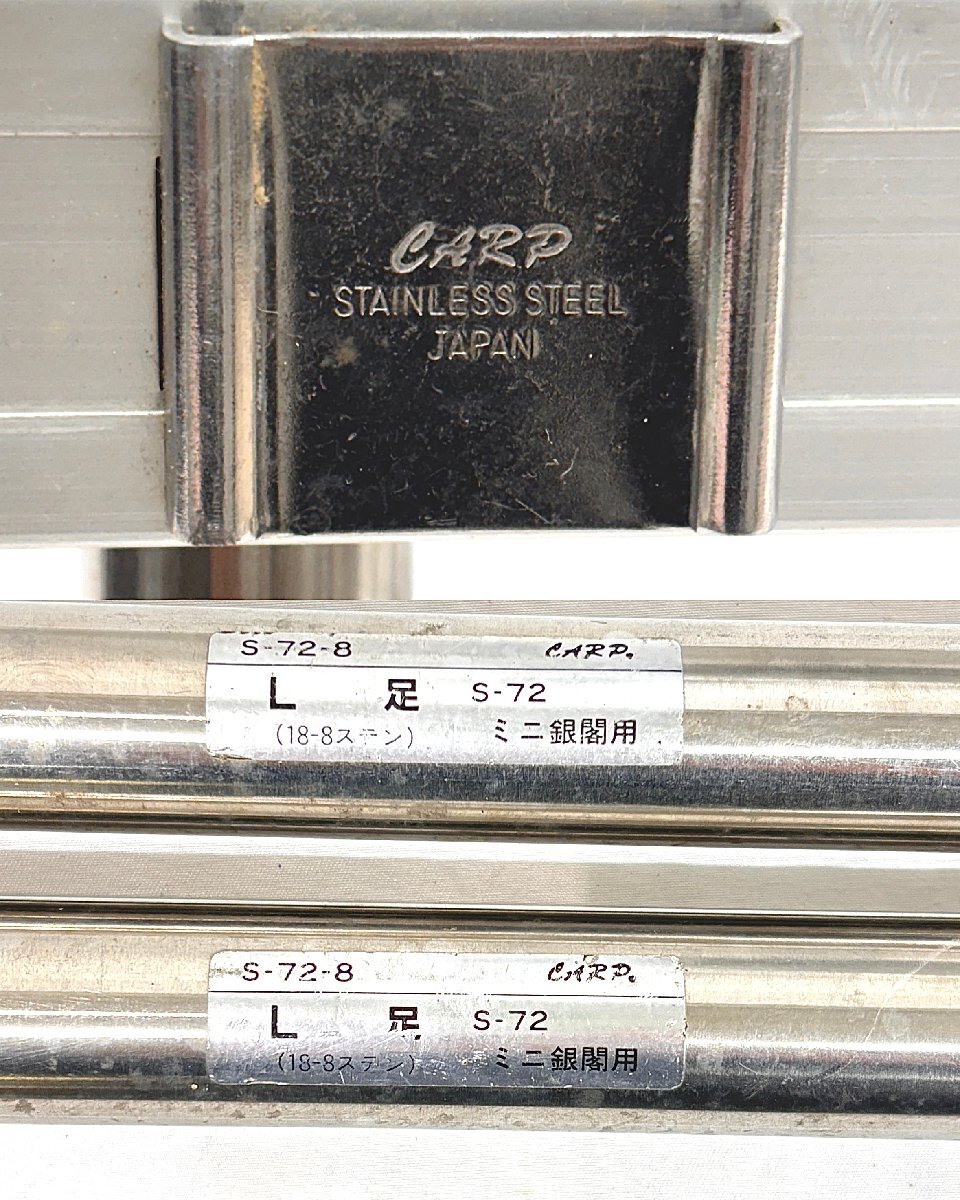 CARP
STAINLESS STEEL
JAPAN
S-72-8 CARP.
L 足 S-72
(18-8ステン) ミニ銀閣用
S-72-8 CARP.
L 足 S-72
(18-8ステン) ミニ銀閣用